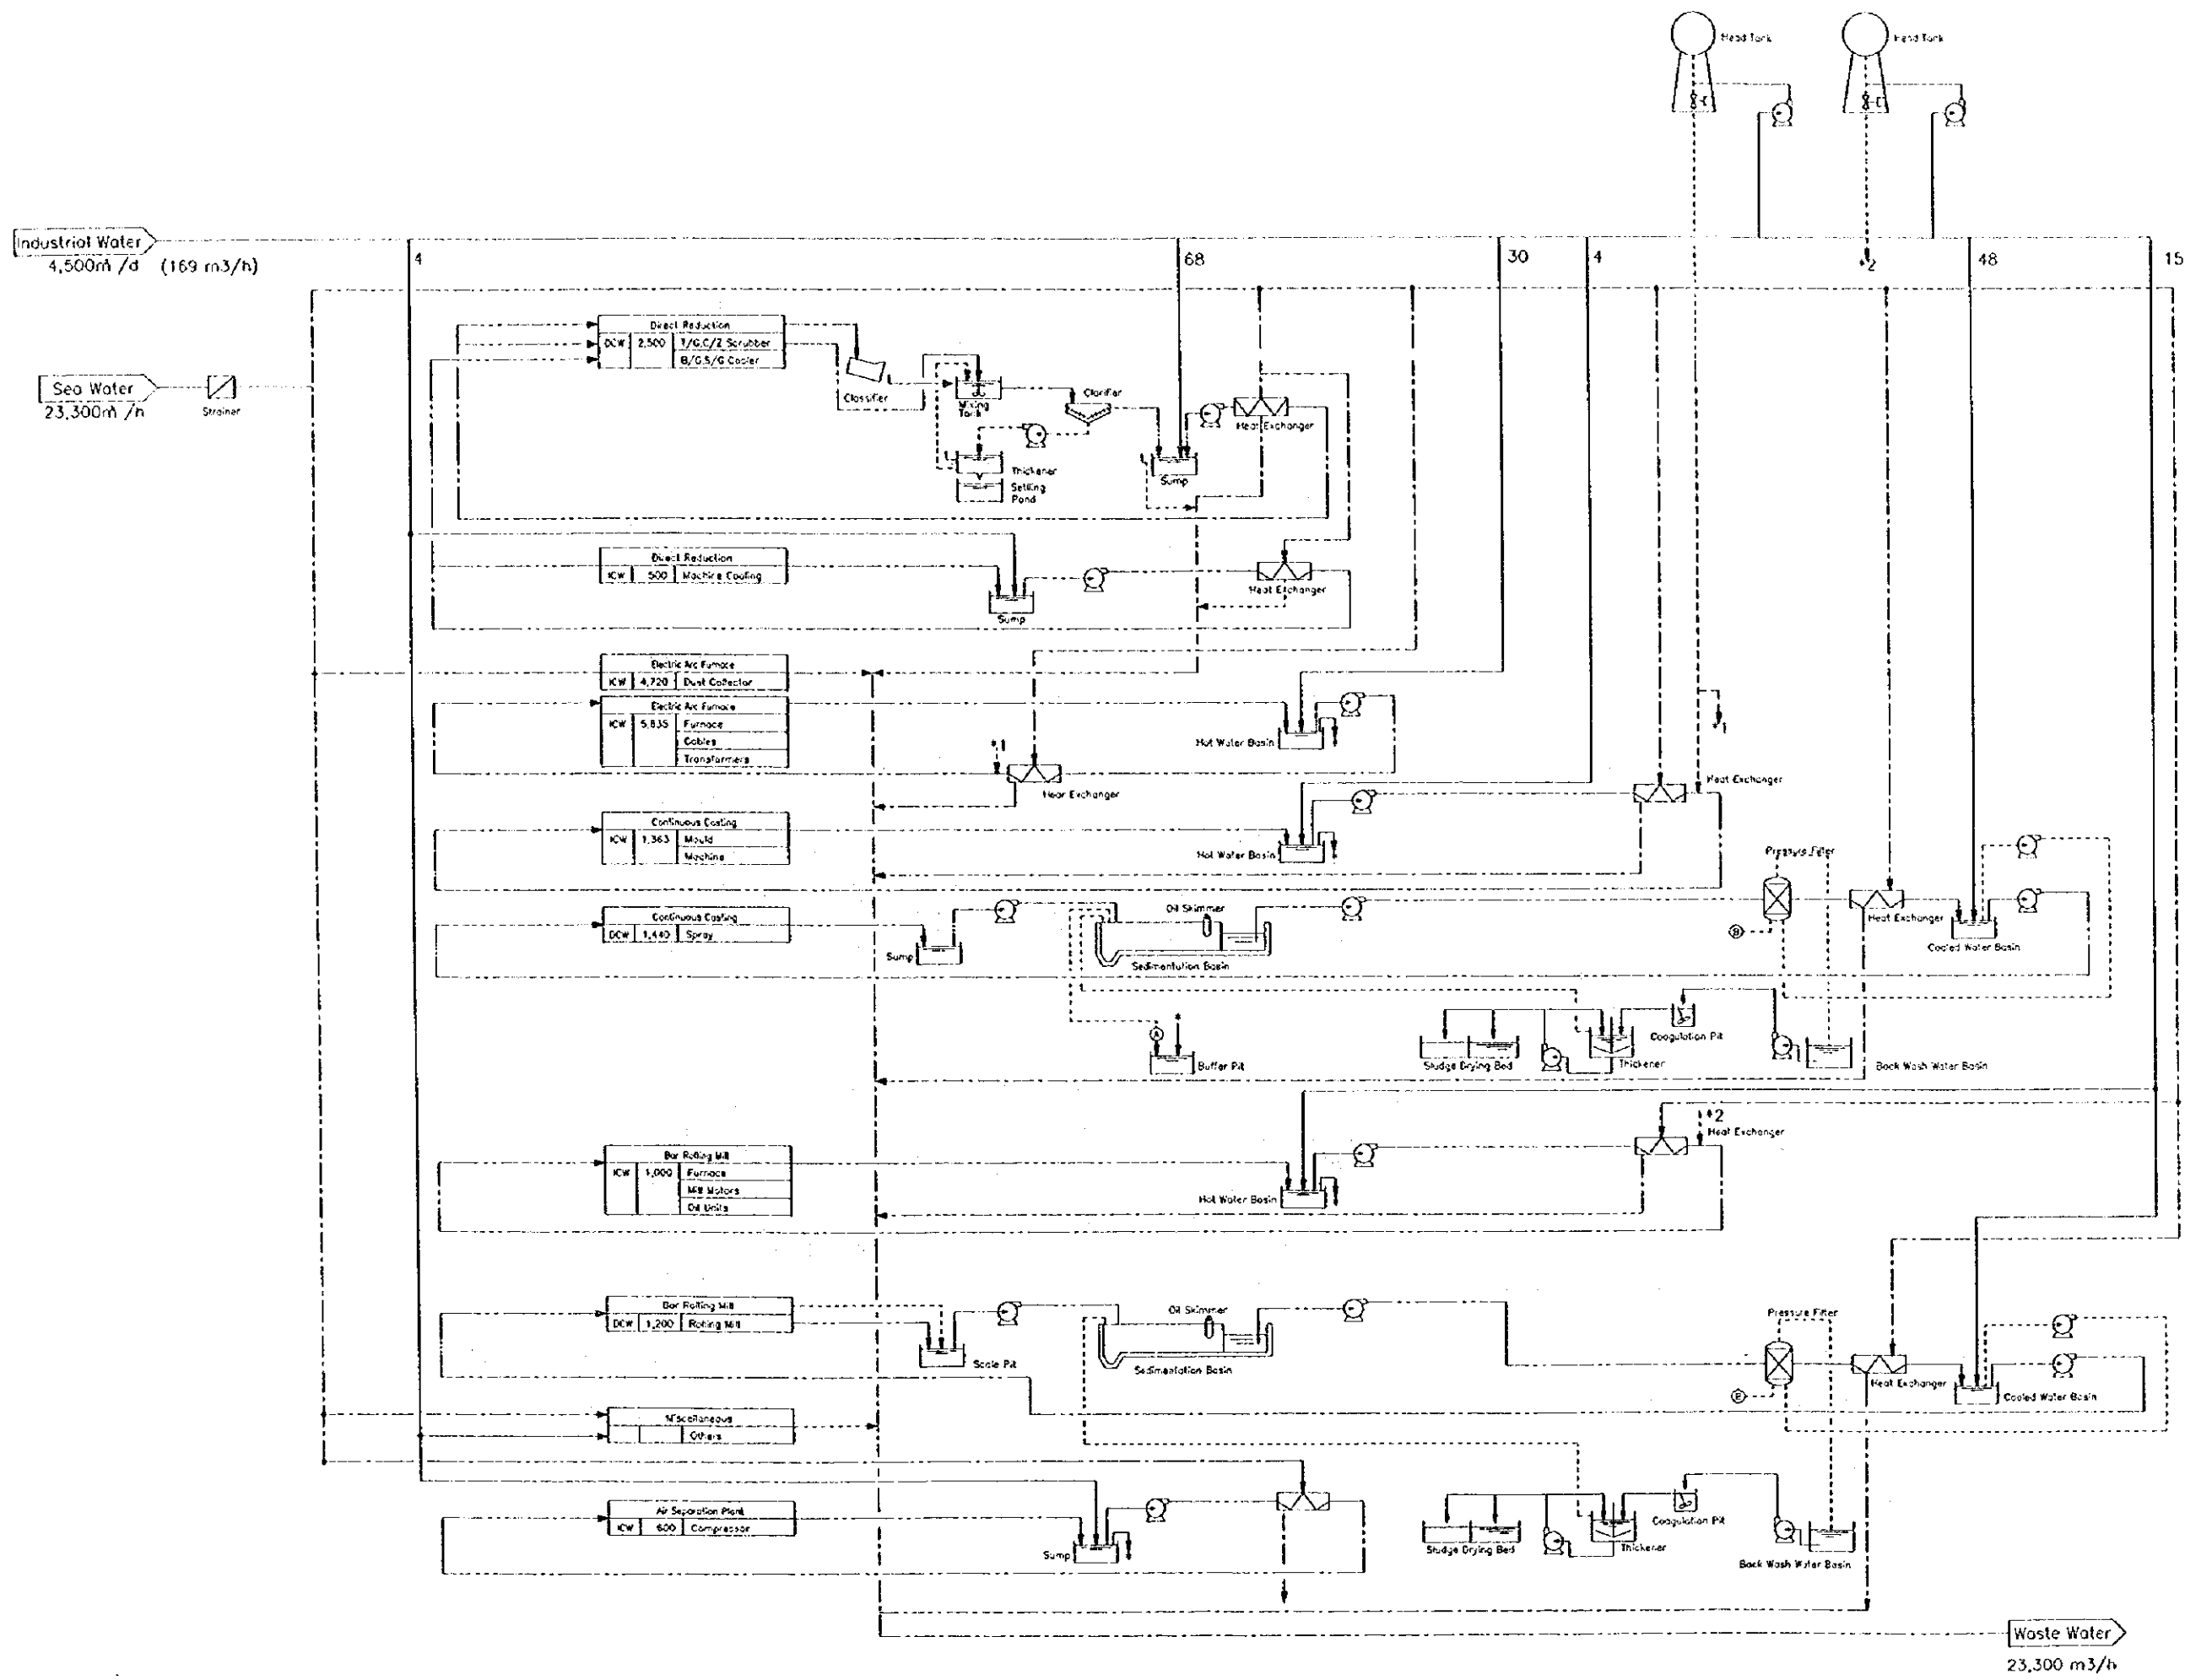 Head Tank
Head Tank
Industrial Water
4,500m /d (169 m3/h)
4
68
30
4
*2
48
15
Direct Reduction
DCW 2,500 T/G,C/Z Scrubber
B/G,S/G Cooler
Sea Water
23,300m /h
Strainer
Classifier
Mixing
Tank
Clarifier
Heat Exchanger
Thickener
Settling
Pond
Sump
Direct Reduction
ICW 500 Machine Cooling
Heat Exchanger
Sump
Electric Arc Furnace
ICW 4,720 Dust Collector
Electric Arc Furnace
ICW 5,835 Furnace
Cables
Transformers
Hot Water Basin
*1
*1
Heat Exchanger
Heat Exchanger
Continuous Casting
ICW 1,363 Mould
Machine
Hot Water Basin
Pressure Filter
Continuous Casting
DCW 1,440 Spray
Sump
Oil Skimmer
Sedimentation Basin
B
Heat Exchanger
Cooled Water Basin
A
*
Buffer Pit
Sludge Drying Bed
Thickener
Coagulation Pit
Back Wash Water Basin
*2
Heat Exchanger
Bar Rolling Mill
ICW 1,000 Furnace
Mill Motors
Oil Units
Hot Water Basin
Bar Rolling Mill
DCW 1,200 Rolling Mill
Scale Pit
Oil Skimmer
Sedimentation Basin
Pressure Filter
Heat Exchanger
Cooled Water Basin
Miscellaneous
Others
Air Separation Plant
ICW 600 Compressor
Sump
Sludge Drying Bed
Thickener
Coagulation Pit
Back Wash Water Basin
Waste Water
23,300 m3/h